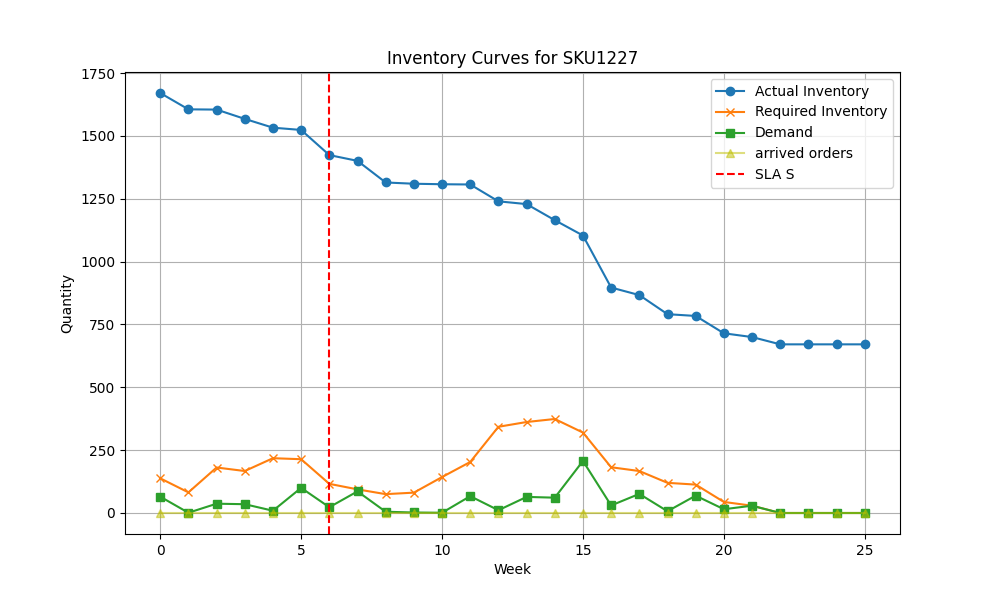 Inventory Curves for SKU1227
Actual Inventory
Required Inventory
Demand
arrived orders
SLA S
1750
1500
1250
1000
750
500
250
0
Quantity
0 5 10 15 20 25
Week